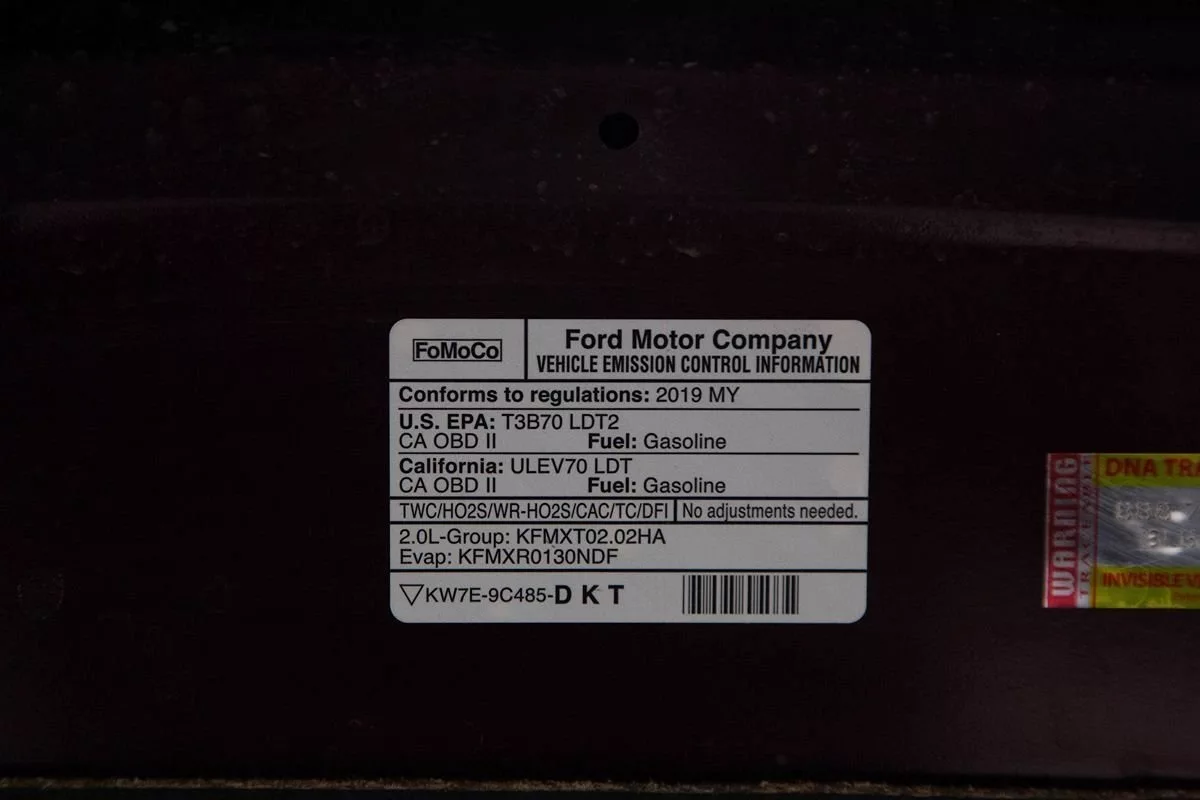 FoMoCo
Ford Motor Company
VEHICLE EMISSION CONTROL INFORMATION
Conforms to regulations: 2019 MY
U.S. EPA: T3B70 LDT2
CA OBD II Fuel: Gasoline
California: ULEV70 LDT
CA OBD II Fuel: Gasoline
TWC/HO2S/WR-HO2S/CAC/TC/DFI No adjustments needed.
2.0L-Group: KFMXT02.02HA
Evap: KFMXR0130NDF
KW7E-9C485-D K T
WARNING
DNA
INVISIBLE